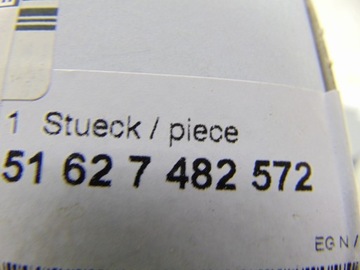 1 Stueck / piece
51 62 7 482 572
EG N /